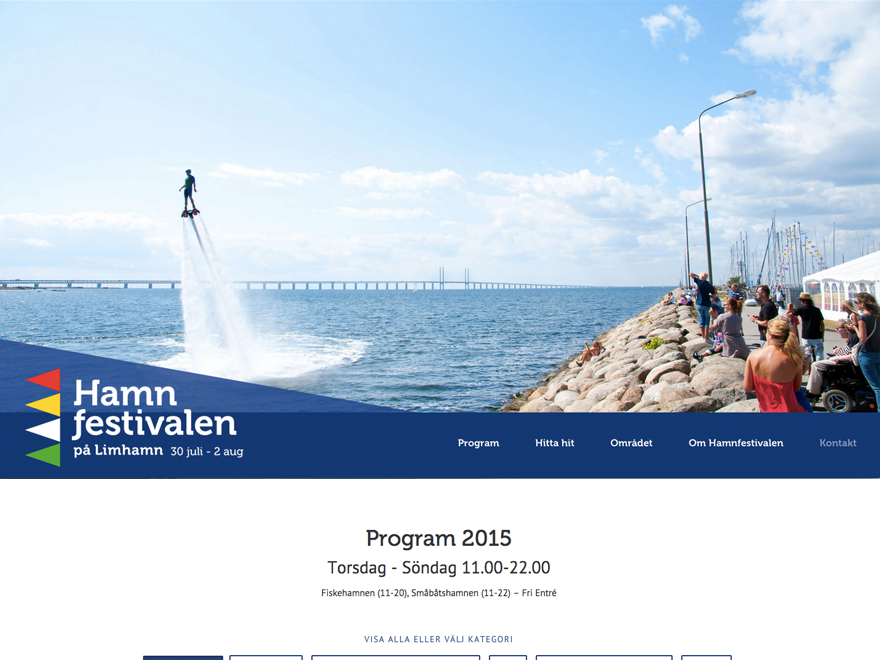 Hamn
festivalen
på Limhamn 30 juli - 2 aug
Program Hitta hit Området Om Hamnfestivalen Kontakt
Program 2015
Torsdag - Söndag 11.00-22.00
Fiskehamnen (11-20), Småbåtshamnen (11-22) – Fri Entré
VISA ALLA ELLER VÄLJ KATEGORI